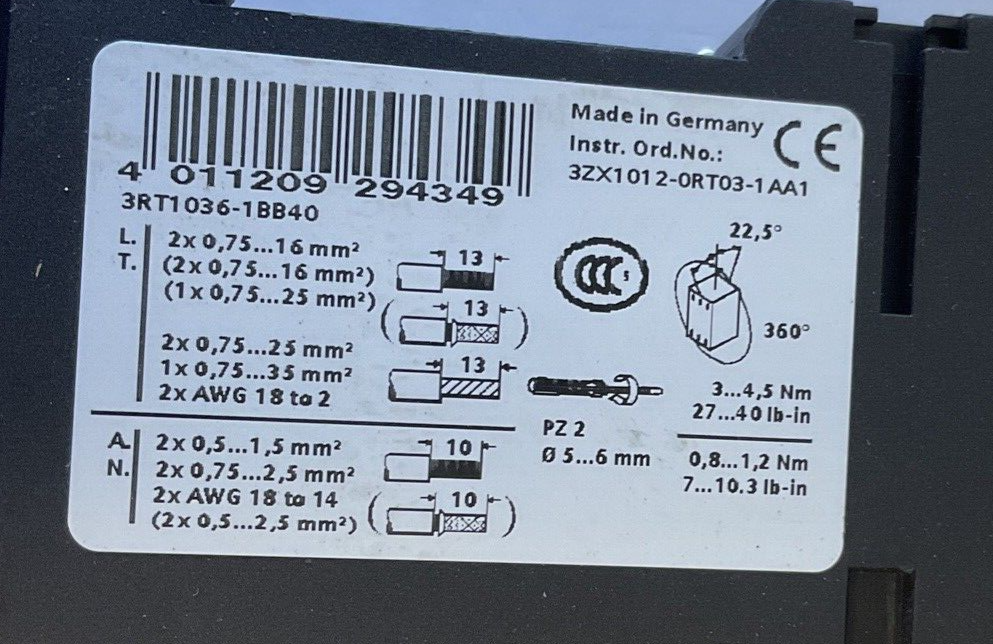 4 011209 294349
3RT1036-1BB40
Made in Germany
Instr. Ord.No.:
3ZX1012-0RT03-1AA1
CE
L. 2x 0,75...16 mm²
T. (2x 0,75...16 mm²)
(1x 0,75...25 mm²)
13
(13)
2x 0,75...25 mm²
1x 0,75...35 mm²
2x AWG 18 to 2
13
CCC S
22,5°
360°
3...4,5 Nm
27...40 lb-in
PZ 2
Ø 5...6 mm
0,8...1,2 Nm
7...10.3 lb-in
A. 2x 0,5...1,5 mm²
N. 2x 0,75...2,5 mm²
2x AWG 18 to 14
(2x 0,5...2,5 mm²)
10
(10)